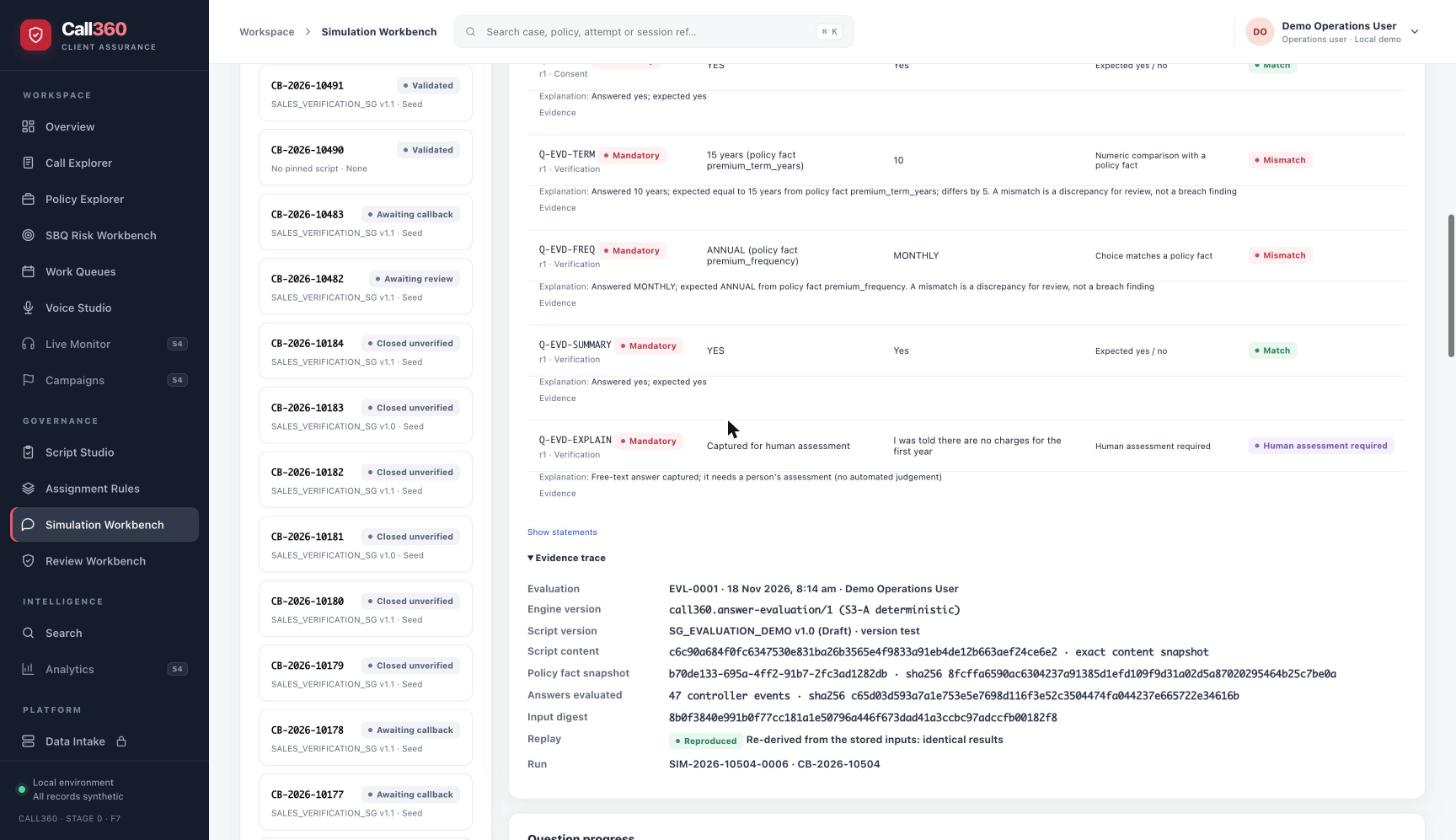 Call360
CLIENT ASSURANCE
Workspace > Simulation Workbench
Search case, policy, attempt or session ref...
⌘ K
DO
Demo Operations User
Operations user · Local demo
WORKSPACE
Overview
Call Explorer
Policy Explorer
SBQ Risk Workbench
Work Queues
Voice Studio
Live Monitor S4
Campaigns S4
GOVERNANCE
Script Studio
Assignment Rules
Simulation Workbench
Review Workbench
INTELLIGENCE
Search
Analytics S4
PLATFORM
Data Intake
Local environment
All records synthetic
CALL360 · STAGE 0 · F7
CB-2026-10491 Validated
SALES_VERIFICATION_SG v1.1 · Seed
CB-2026-10490 Validated
No pinned script · None
CB-2026-10483 Awaiting callback
SALES_VERIFICATION_SG v1.1 · Seed
CB-2026-10482 Awaiting review
SALES_VERIFICATION_SG v1.1 · Seed
CB-2026-10184 Closed unverified
SALES_VERIFICATION_SG v1.1 · Seed
CB-2026-10183 Closed unverified
SALES_VERIFICATION_SG v1.0 · Seed
CB-2026-10182 Closed unverified
SALES_VERIFICATION_SG v1.1 · Seed
CB-2026-10181 Closed unverified
SALES_VERIFICATION_SG v1.0 · Seed
CB-2026-10180 Closed unverified
SALES_VERIFICATION_SG v1.1 · Seed
CB-2026-10179 Closed unverified
SALES_VERIFICATION_SG v1.1 · Seed
CB-2026-10178 Awaiting callback
SALES_VERIFICATION_SG v1.1 · Seed
CB-2026-10177 Awaiting callback
SALES_VERIFICATION_SG v1.1 · Seed
YES Yes Expected yes / no Match
r1 · Consent
Explanation: Answered yes; expected yes
Evidence
Q-EVD-TERM Mandatory
r1 · Verification
15 years (policy fact
premium_term_years)
10
Numeric comparison with a
policy fact
Mismatch
Explanation: Answered 10 years; expected equal to 15 years from policy fact premium_term_years; differs by 5. A mismatch is a discrepancy for review, not a breach finding
Evidence
Q-EVD-FREQ Mandatory
r1 · Verification
ANNUAL (policy fact
premium_frequency)
MONTHLY
Choice matches a policy fact
Mismatch
Explanation: Answered MONTHLY; expected ANNUAL from policy fact premium_frequency. A mismatch is a discrepancy for review, not a breach finding
Evidence
Q-EVD-SUMMARY Mandatory
r1 · Verification
YES
Yes
Expected yes / no
Match
Explanation: Answered yes; expected yes
Evidence
Q-EVD-EXPLAIN Mandatory
r1 · Verification
Captured for human assessment
I was told there are no charges for the
first year
Human assessment required
Human assessment required
Explanation: Free-text answer captured; it needs a person's assessment (no automated judgement)
Evidence
Show statements
▼ Evidence trace
Evaluation EVL-0001 · 18 Nov 2026, 8:14 am · Demo Operations User
Engine version call360.answer-evaluation/1 (S3-A deterministic)
Script version SG_EVALUATION_DEMO v1.0 (Draft) · version test
Script content c6c90a684f0fc6347530e831ba26b3565e4f9833a91eb4de12b663aef24ce6e2 · exact content snapshot
Policy fact snapshot b70de133-695a-4ff2-91b7-2fc3ad1282db · sha256 8fcffa6590ac6304237a91385d1efd109f9d31a02d5a87020295464b25c7be0a
Answers evaluated 47 controller events · sha256 c65d03d593a7a1e753e5e7698d116f3e52c3504474fa044237e665722e34616b
Input digest 8b0f3840e991b0f77cc181a1e50796a446f673dad41a3ccbc97adccfb00182f8
Replay Reproduced Re-derived from the stored inputs: identical results
Run SIM-2026-10504-0006 · CB-2026-10504
Question progress